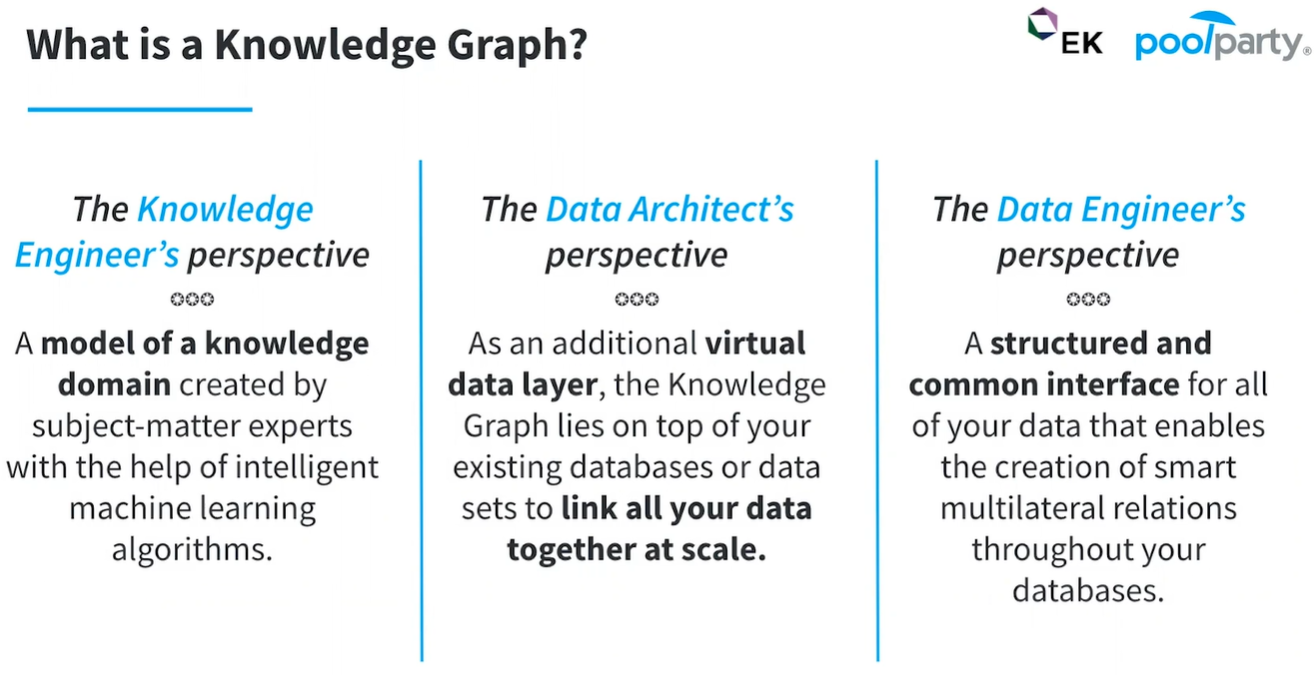 What is a Knowledge Graph?
EK
poolparty®
The Knowledge
Engineer’s perspective
A model of a knowledge
domain created by
subject-matter experts
with the help of intelligent
machine learning
algorithms.
The Data Architect’s
perspective
As an additional virtual
data layer, the Knowledge
Graph lies on top of your
existing databases or data
sets to link all your data
together at scale.
The Data Engineer’s
perspective
A structured and
common interface for all
of your data that enables
the creation of smart
multilateral relations
throughout your
databases.